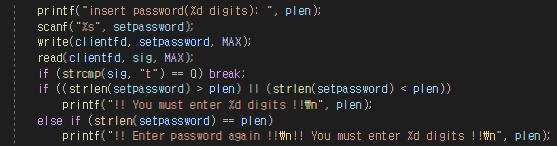 printf("insert password(%d digits): ", plen);
scanf("%s", setpassword);
write(clientfd, setpassword, MAX);
read(clientfd, sig, MAX);
if (strcmp(sig, "t") == 0) break;
if ((strlen(setpassword) > plen) || (strlen(setpassword) < plen))
printf("!! You must enter %d digits !!₩n", plen);
else if (strlen(setpassword) == plen)
printf("!! Enter password again !!₩n!! You must enter %d digits !!₩n", plen);